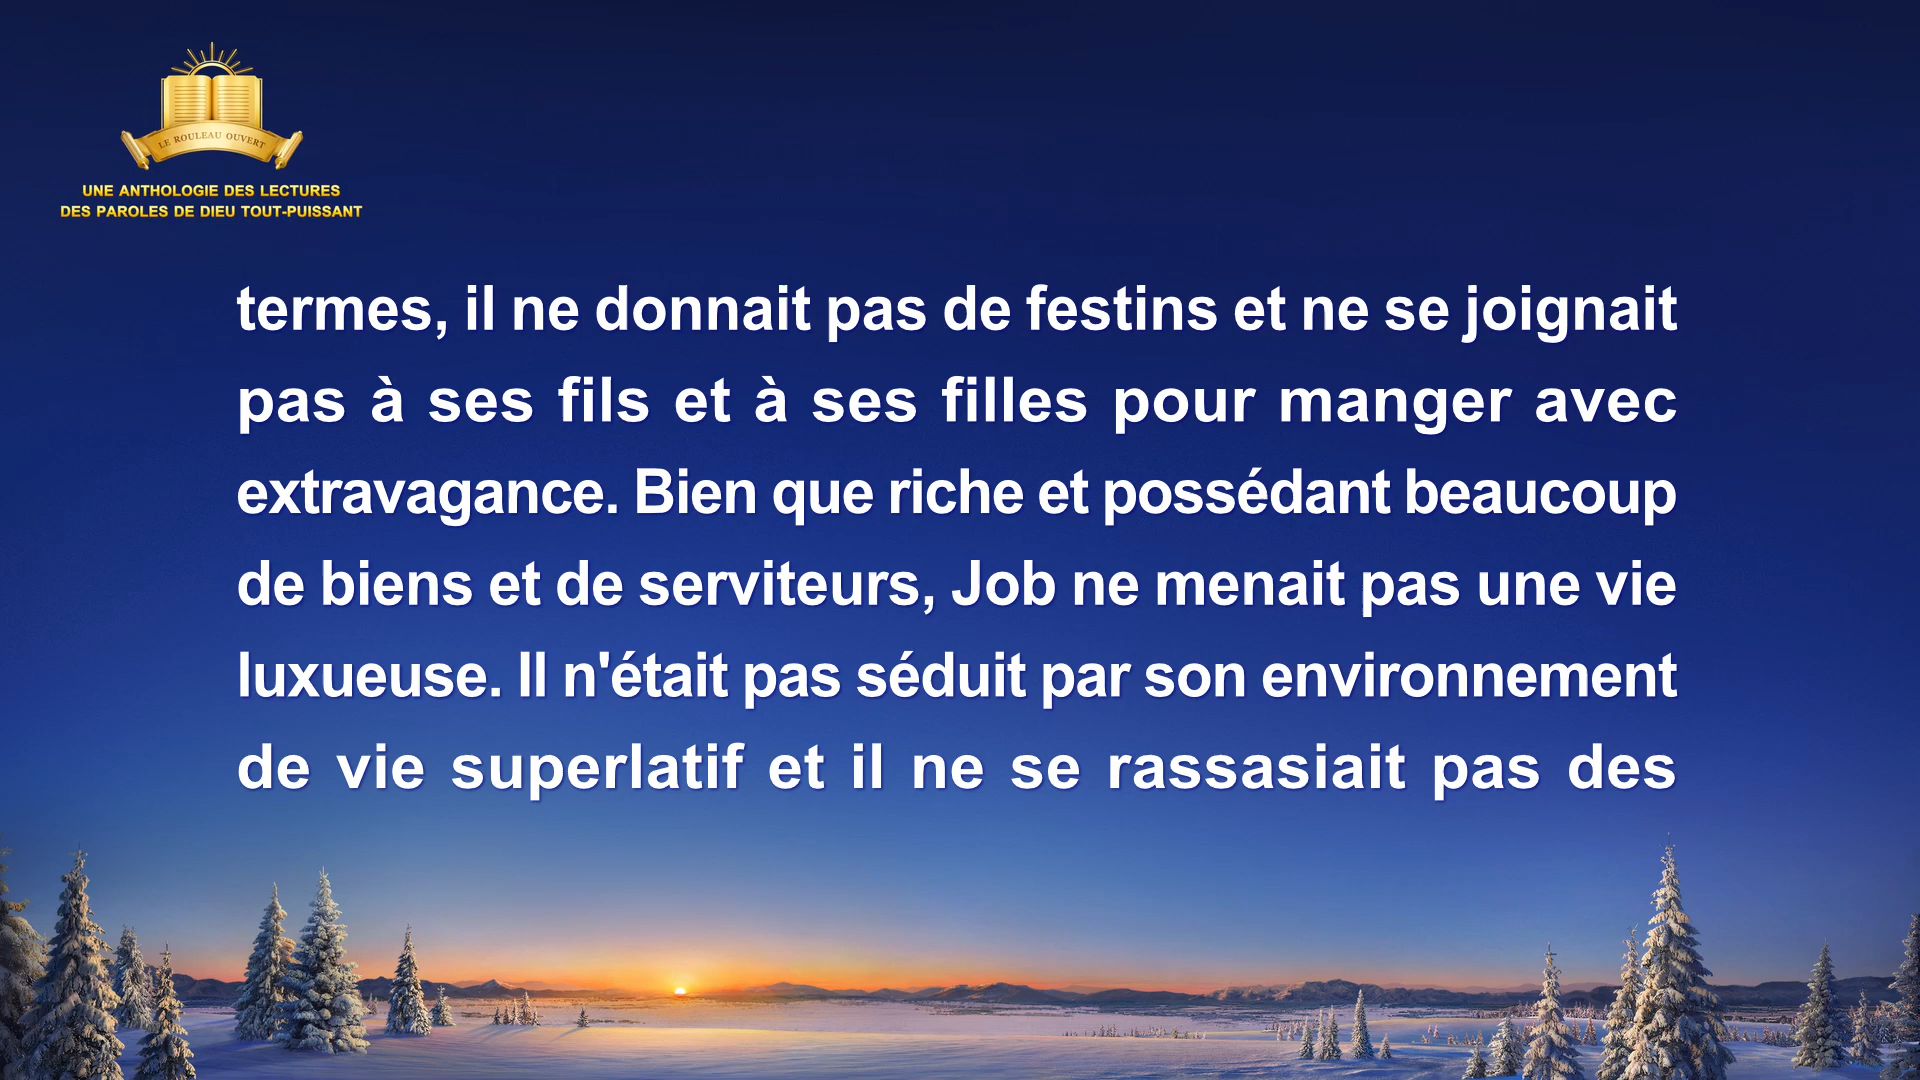 LE ROULEAU OUVERT
UNE ANTHOLOGIE DES LECTURES
DES PAROLES DE DIEU TOUT-PUISSANT
termes, il ne donnait pas de festins et ne se joignait
pas à ses fils et à ses filles pour manger avec
extravagance. Bien que riche et possédant beaucoup
de biens et de serviteurs, Job ne menait pas une vie
luxueuse. Il n'était pas séduit par son environnement
de vie superlatif et il ne se rassasiait pas des